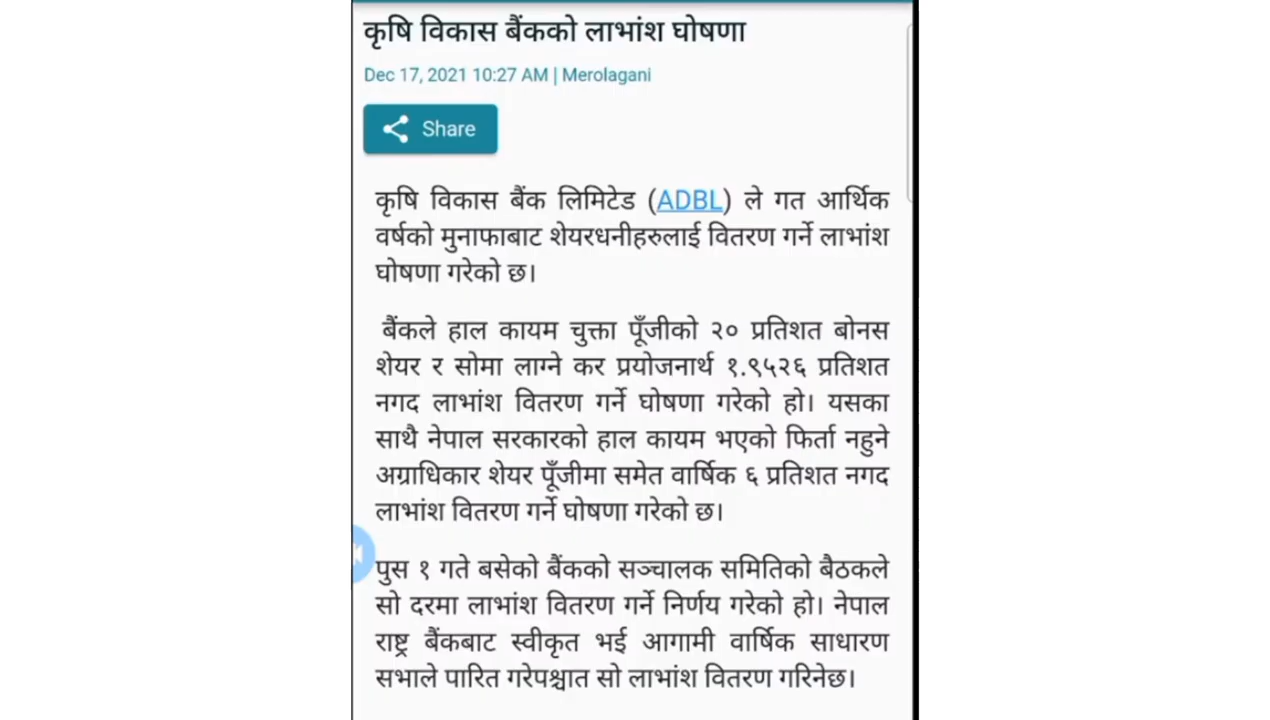 कृषि विकास बैंकको लाभांश घोषणा
Dec 17, 2021 10:27 AM | Merolagani
Share
कृषि विकास बैंक लिमिटेड (ADBL) ले गत आर्थिक
वर्षको मुनाफाबाट शेयरधनीहरुलाई वितरण गर्ने लाभांश
घोषणा गरेको छ।
बैंकले हाल कायम चुक्ता पूँजीको २० प्रतिशत बोनस
शेयर र सोमा लाग्ने कर प्रयोजनार्थ १.९५२६ प्रतिशत
नगद लाभांश वितरण गर्ने घोषणा गरेको हो। यसका
साथै नेपाल सरकारको हाल कायम भएको फिर्ता नहुने
अग्राधिकार शेयर पूँजीमा समेत वार्षिक ६ प्रतिशत नगद
लाभांश वितरण गर्ने घोषणा गरेको छ।
पुस १ गते बसेको बैंकको सञ्चालक समितिको बैठकले
सो दरमा लाभांश वितरण गर्ने निर्णय गरेको हो। नेपाल
राष्ट्र बैंकबाट स्वीकृत भई आगामी वार्षिक साधारण
सभाले पारित गरेपश्चात सो लाभांश वितरण गरिनेछ।